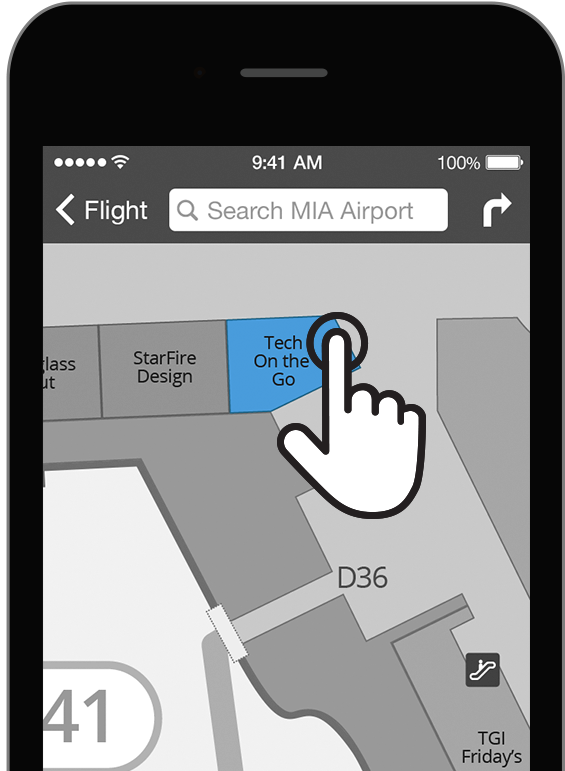 9:41 AM
100%
Flight
Search MIA Airport
glass
ut
StarFire
Design
Tech
On the
Go
D36
41
TGI
Friday’s